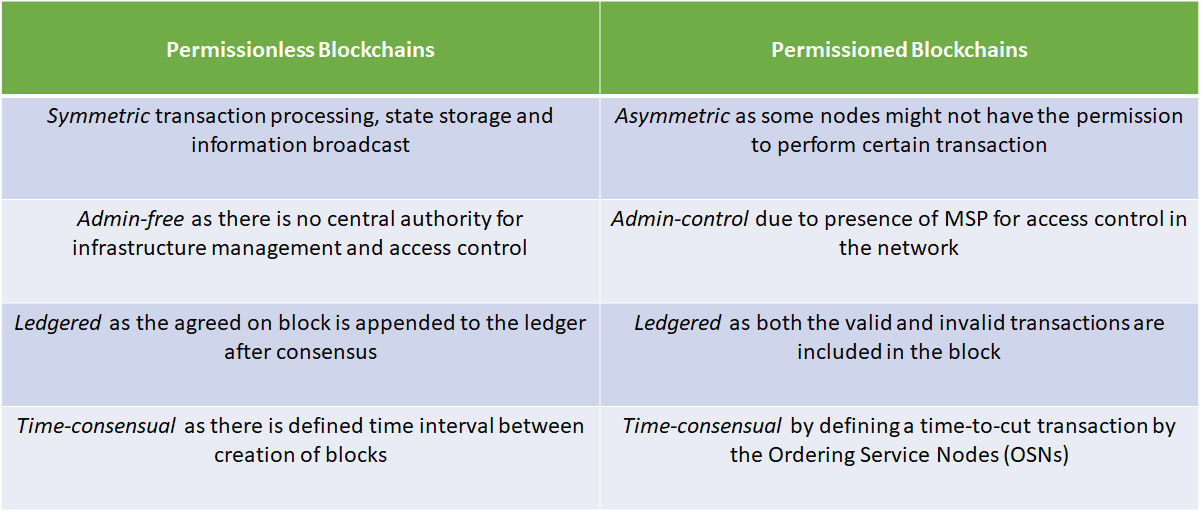 Permissionless Blockchains
Permissioned Blockchains
Symmetric transaction processing, state storage and
information broadcast
Asymmetric as some nodes might not have the permission
to perform certain transaction
Admin-free as there is no central authority for
infrastructure management and access control
Admin-control due to presence of MSP for access control in
the network
Ledgered as the agreed on block is appended to the ledger
after consensus
Ledgered as both the valid and invalid transactions are
included in the block
Time-consensual as there is defined time interval between
creation of blocks
Time-consensual by defining a time-to-cut transaction by
the Ordering Service Nodes (OSNs)